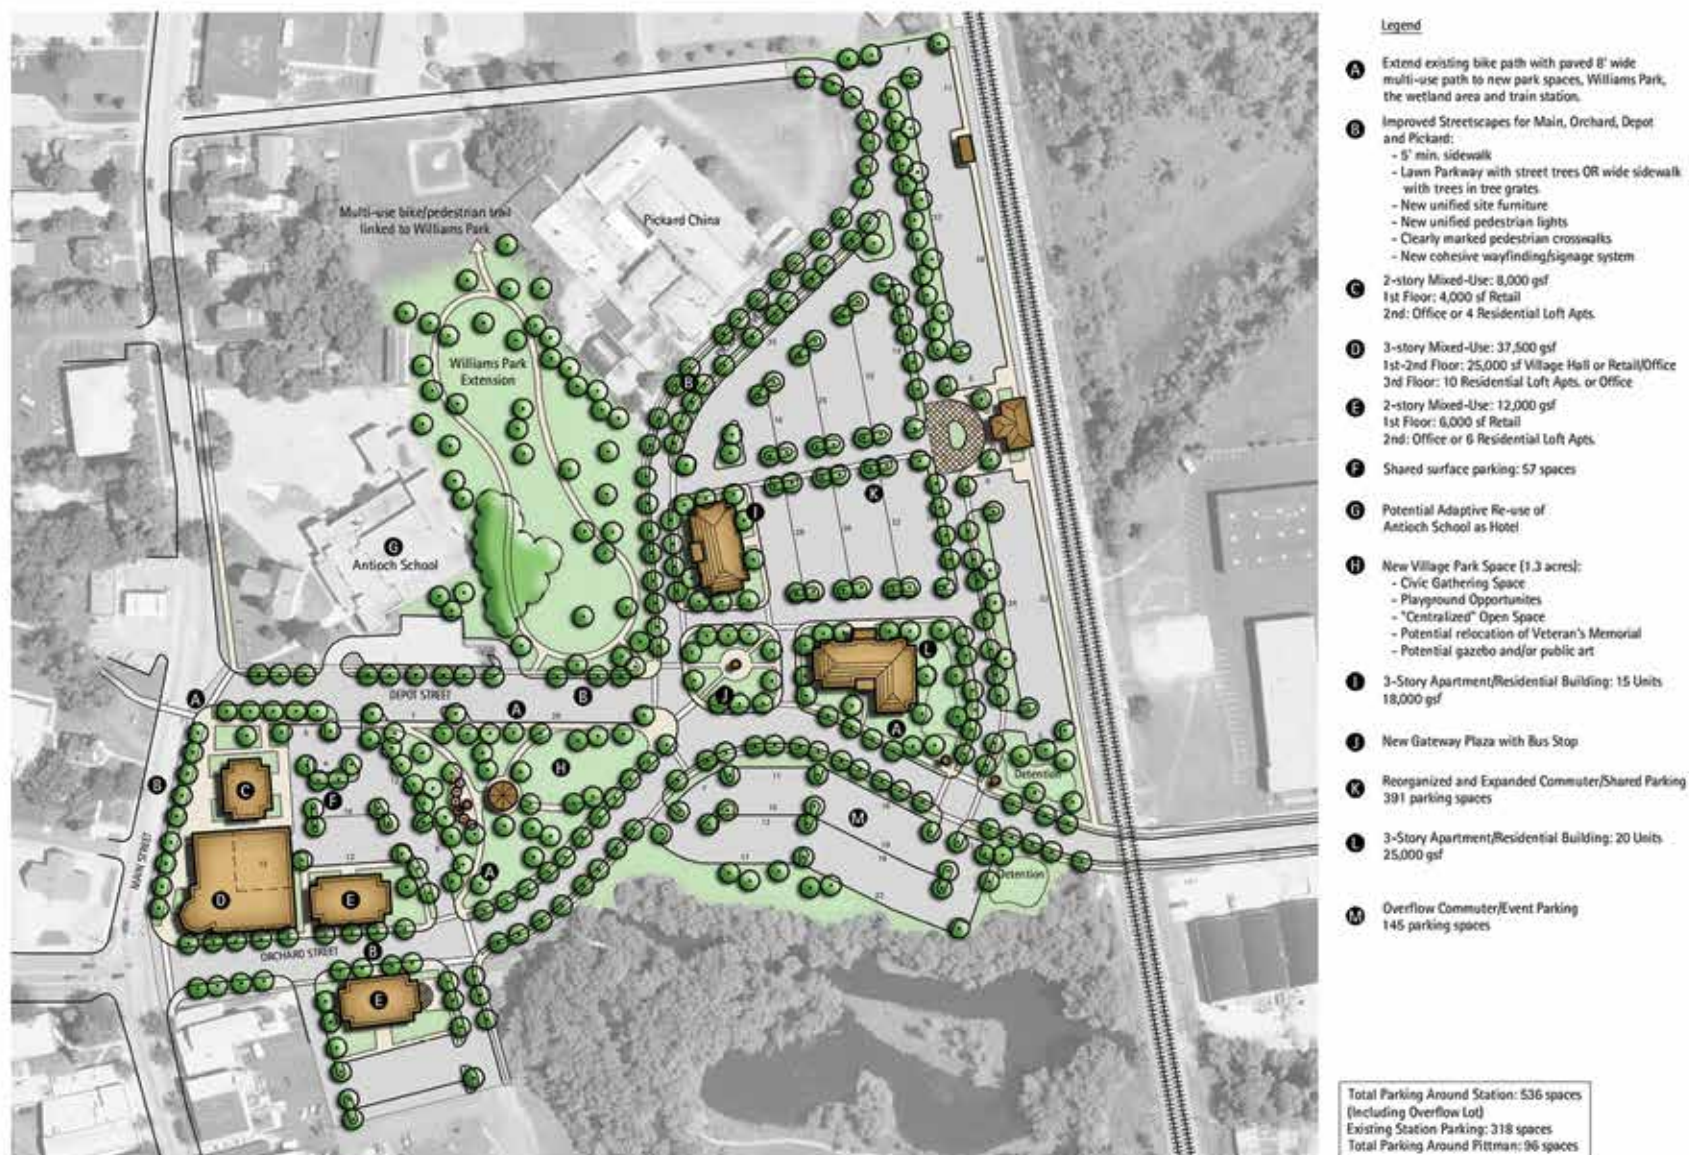 Legend
A Extend existing bike path with paved 8' wide
multi-use path to new park spaces, Williams Park,
the wetland area and train station.
B Improved Streetscapes for Main, Orchard, Depot
and Pickard:
- 5' min. sidewalk
- Lawn Parkway with street trees OR wide sidewalk
with trees in tree grates
- New unified site furniture
- New unified pedestrian lights
- Clearly marked pedestrian crosswalks
- New cohesive wayfinding/signage system
C 2-story Mixed-Use: 8,000 gsf
1st Floor: 4,000 sf Retail
2nd: Office or 4 Residential Loft Apts.
D 3-story Mixed-Use: 37,500 gsf
1st-2nd Floor: 25,000 sf Village Hall or Retail/Office
3rd Floor: 10 Residential Loft Apts. or Office
E 2-story Mixed-Use: 12,000 gsf
1st Floor: 6,000 sf Retail
2nd: Office or 6 Residential Loft Apts.
F Shared surface parking: 57 spaces
G Potential Adaptive Re-use of
Antioch School as Hotel
H New Village Park Space (1.3 acres):
- Civic Gathering Space
- Playground Opportunites
- "Centralized" Open Space
- Potential relocation of Veteran's Memorial
- Potential gazebo and/or public art
I 3-Story Apartment/Residential Building: 15 Units
18,000 gsf
J New Gateway Plaza with Bus Stop
K Reorganized and Expanded Commuter/Shared Parking
391 parking spaces
L 3-Story Apartment/Residential Building: 20 Units
25,000 gsf
M Overflow Commuter/Event Parking
145 parking spaces
Total Parking Around Station: 536 spaces
(Including Overflow Lot)
Existing Station Parking: 318 spaces
Total Parking Around Pittman: 96 spaces
Multi-use bike/pedestrian trail
linked to Williams Park
Pickard China
Williams Park
Extension
B
K
I
G
Antioch School
L
J
A
DEPOT STREET
B
A
A
H
B
C
F
M
Detention
Detention
MAIN STREET
D
E
A
ORCHARD STREET
B
E